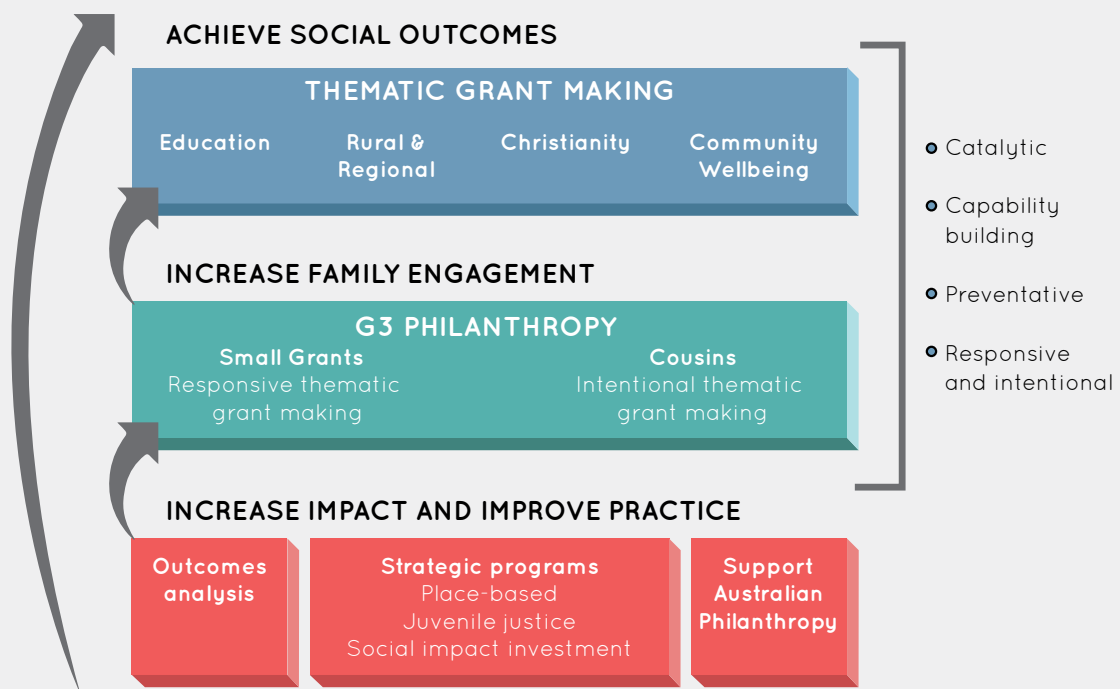 ACHIEVE SOCIAL OUTCOMES
THEMATIC GRANT MAKING
Education
Rural &
Regional
Christianity
Community
Wellbeing
INCREASE FAMILY ENGAGEMENT
G3 PHILANTHROPY
Small Grants
Responsive thematic
grant making
Cousins
Intentional thematic
grant making
INCREASE IMPACT AND IMPROVE PRACTICE
Outcomes
analysis
Strategic programs
Place-based
Juvenile justice
Social impact investment
Support
Australian
Philanthropy
Catalytic
Capability
building
Preventative
Responsive
and intentional